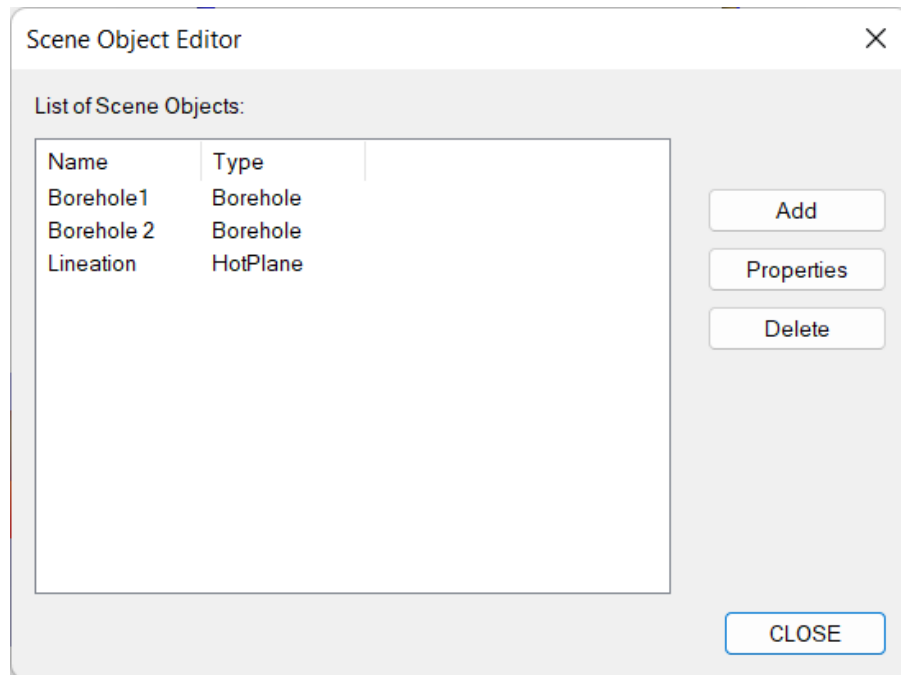 Scene Object Editor
List of Scene Objects:
Name Type
Borehole1 Borehole
Borehole 2 Borehole
Lineation HotPlane
Add
Properties
Delete
CLOSE